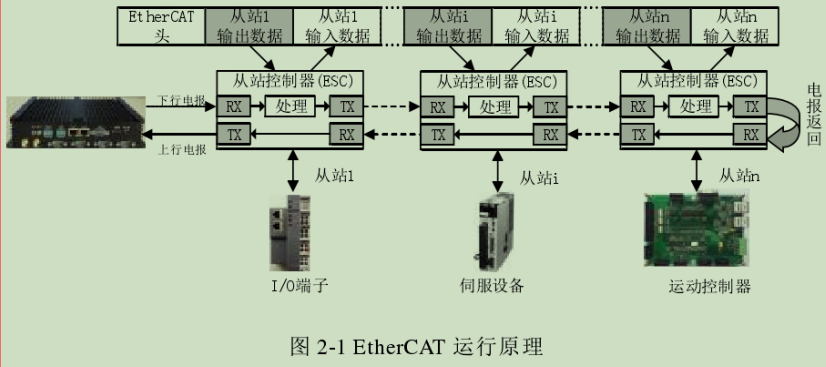 EtherCAT 头
从站1 输出数据
从站1 输入数据
从站i 输出数据
从站i 输入数据
从站n 输出数据
从站n 输入数据
从站控制器(ESC)
从站控制器(ESC)
从站控制器(ESC)
下行电报
RX 处理 TX
RX 处理 TX
RX 处理 TX
电报返回
TX RX
TX RX
TX RX
上行电报
从站1
从站i
从站n
I/O端子
伺服设备
运动控制器
图 2-1 EtherCAT 运行原理